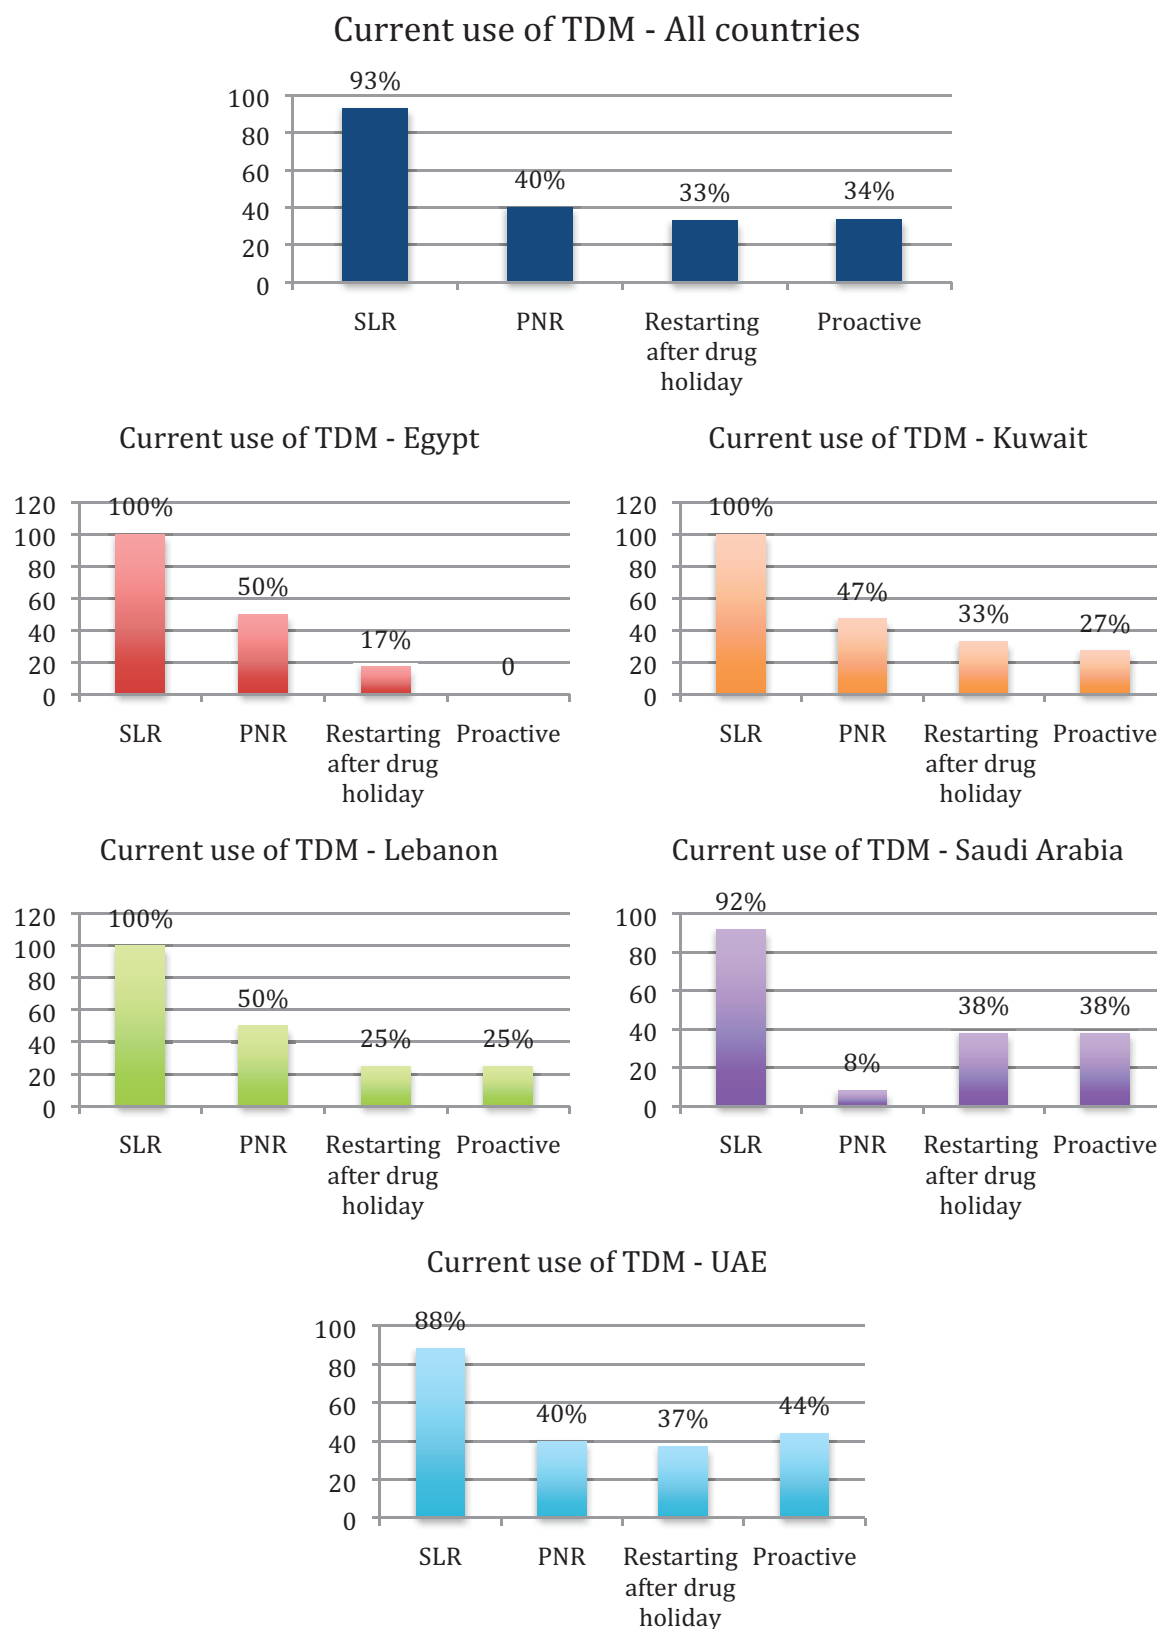 Current use of TDM - All countries
93%
100
80
60
40
20
0
40%
33%
34%
SLR
PNR
Restarting
after drug
holiday
Proactive
Current use of TDM - Egypt
120
100
80
60
40
20
0
100%
50%
17%
0
SLR
PNR
Restarting
after drug
holiday
Proactive
Current use of TDM - Kuwait
120
100
80
60
40
20
0
100%
47%
33%
27%
SLR
PNR
Restarting
after drug
holiday
Proactive
Current use of TDM - Lebanon
120
100
80
60
40
20
0
100%
50%
25%
25%
SLR
PNR
Restarting
after drug
holiday
Proactive
Current use of TDM - Saudi Arabia
100
80
60
40
20
0
92%
8%
38%
38%
SLR
PNR
Restarting
after drug
holiday
Proactive
Current use of TDM - UAE
100
80
60
40
20
0
88%
40%
37%
44%
SLR
PNR
Restarting
after drug
holiday
Proactive